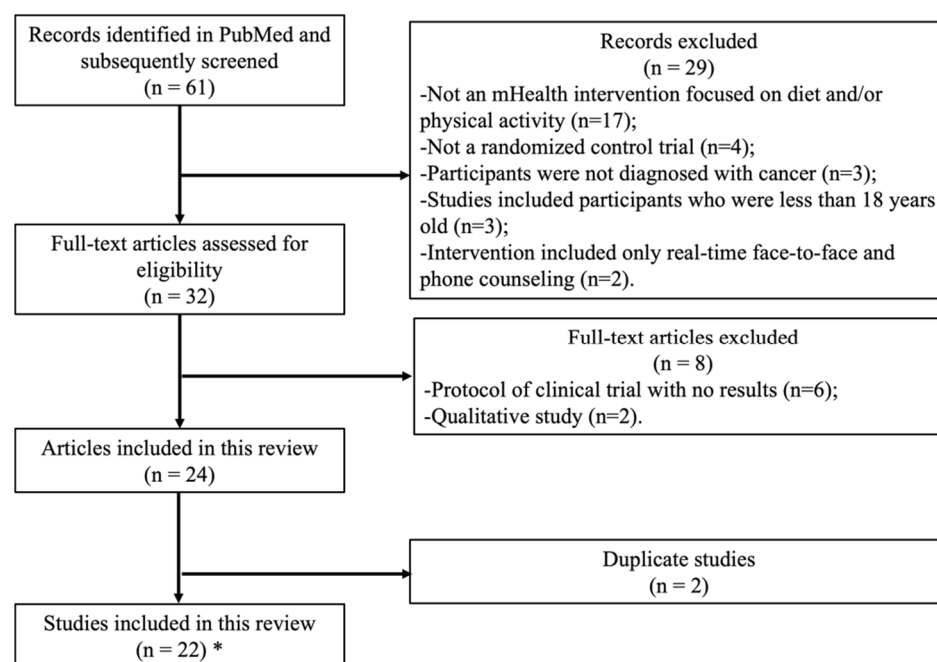 Records identified in PubMed and
subsequently screened
(n = 61)
Records excluded
(n = 29)
-Not an mHealth intervention focused on diet and/or
physical activity (n=17);
-Not a randomized control trial (n=4);
-Participants were not diagnosed with cancer (n=3);
-Studies included participants who were less than 18 years
old (n=3);
-Intervention included only real-time face-to-face and
phone counseling (n=2).
Full-text articles assessed for
eligibility
(n = 32)
Full-text articles excluded
(n = 8)
-Protocol of clinical trial with no results (n=6);
-Qualitative study (n=2).
Articles included in this review
(n = 24)
Duplicate studies
(n = 2)
Studies included in this review
(n = 22) *